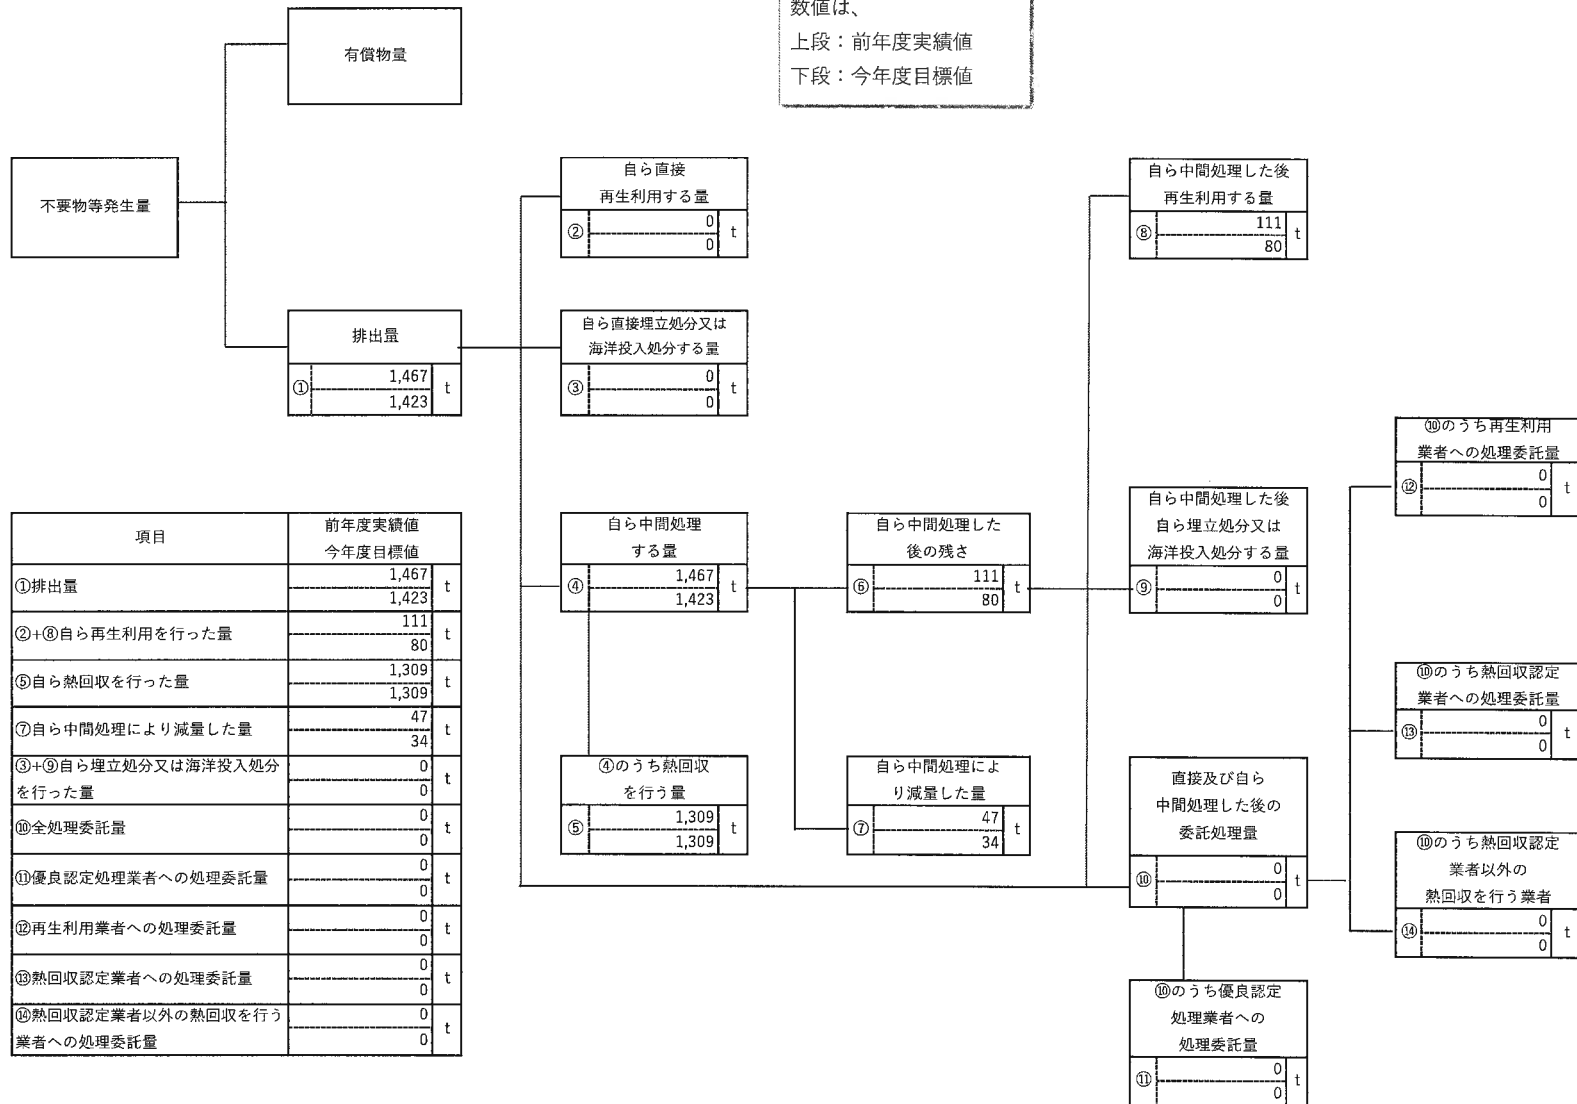 数値は、
上段：前年度実績値
下段：今年度目標値
有償物量
不要物等発生量
排出量
① 1,467 t
1,423
自ら直接
再生利用する量
② 0 t
0
自ら直接埋立処分又は
海洋投入処分する量
③ 0 t
0
自ら中間処理
する量
④ 1,467 t
1,423
④のうち熱回収
を行う量
⑤ 1,309 t
1,309
自ら中間処理した
後の残さ
⑥ 111 t
80
自ら中間処理によ
り減量した量
⑦ 47 t
34
自ら中間処理した後
再生利用する量
⑧ 111 t
80
自ら中間処理した後
自ら埋立処分又は
海洋投入処分する量
⑨ 0 t
0
直接及び自ら
中間処理した後の
委託処理量
⑩ 0 t
0
⑩のうち優良認定
処理業者への
処理委託量
⑪ 0 t
0
⑩のうち再生利用
業者への処理委託量
⑫ 0 t
0
⑩のうち熱回収認定
業者への処理委託量
⑬ 0 t
0
⑩のうち熱回収認定
業者以外の
熱回収を行う業者
⑭ 0 t
0
項目 前年度実績値
今年度目標値
①排出量 1,467 t
1,423
②+⑧自ら再生利用を行った量 111 t
80
⑤自ら熱回収を行った量 1,309 t
1,309
⑦自ら中間処理により減量した量 47 t
34
③+⑨自ら埋立処分又は海洋投入処分 0 t
を行った量 0
⑩全処理委託量 0 t
0
⑪優良認定処理業者への処理委託量 0 t
0
⑫再生利用業者への処理委託量 0 t
0
⑬熱回収認定業者への処理委託量 0 t
0
⑭熱回収認定業者以外の熱回収を行う 0 t
業者への処理委託量 0